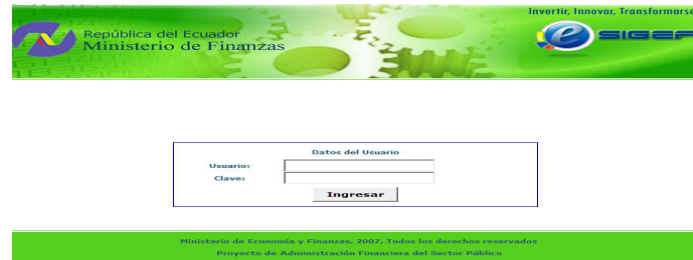 Invertir, Innovar, Transformarse
República del Ecuador
Ministerio de Finanzas
e SIGEF
Datos del Usuario
Usuario:
Clave:
Ingresar
Ministerio de Economía y Finanzas, 2007, Todos los derechos reservados
Proyecto de Administración Financiera del Sector Público